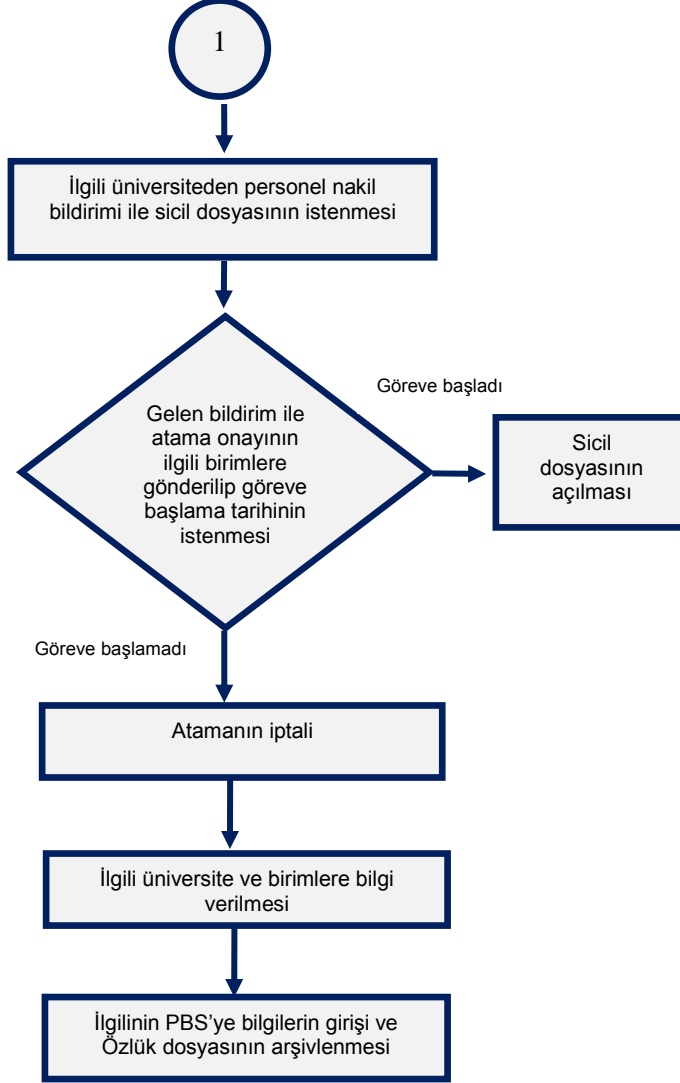 1
İlgili üniversiteden personel nakil
bildirimi ile sicil dosyasının istenmesi
Göreve başladı
Gelen bildirim ile
atama onayının
ilgili birimlere
gönderilip göreve
başlama tarihinin
istenmesi
Sicil
dosyasının
açılması
Göreve başlamadı
Atamanın iptali
İlgili üniversite ve birimlere bilgi
verilmesi
İlgilinin PBS’ye bilgilerin girişi ve
Özlük dosyasının arşivlenmesi